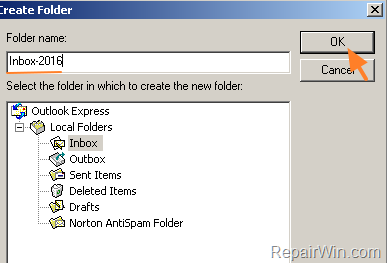 Create Folder
Folder name:
OK
Inbox-2016
Cancel
Select the folder in which to create the new folder:
Outlook Express
Local Folders
Inbox
Outbox
Sent Items
Deleted Items
Drafts
Norton AntiSpam Folder
RepairWin.com